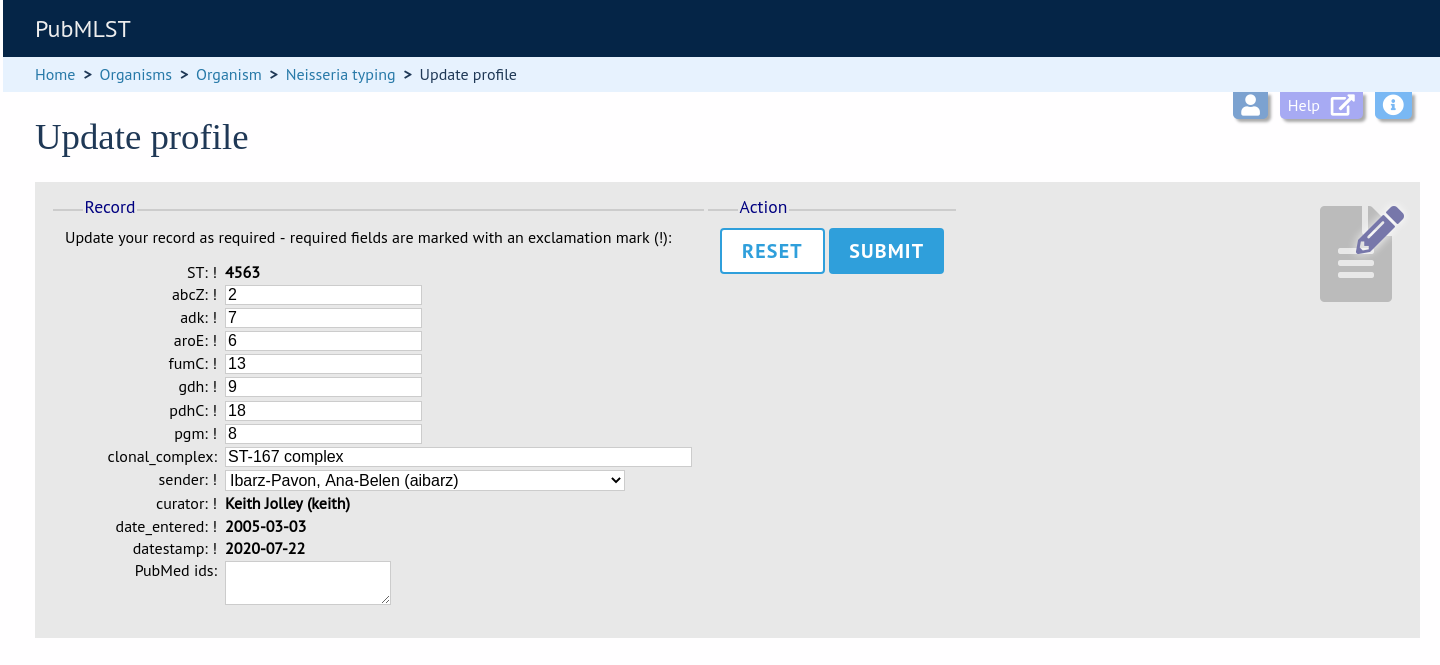 PubMLST
Home > Organisms > Organism > Neisseria typing > Update profile
Help
Update profile
Record
Update your record as required - required fields are marked with an exclamation mark (!):
ST: ! 4563
abcZ: ! 2
adk: ! 7
aroE: ! 6
fumC: ! 13
gdh: ! 9
pdhC: ! 18
pgm: ! 8
clonal_complex: ST-167 complex
sender: ! Ibarz-Pavon, Ana-Belen (aibarz)
curator: ! Keith Jolley (keith)
date_entered: ! 2005-03-03
datestamp: ! 2020-07-22
PubMed ids:
Action
RESET SUBMIT